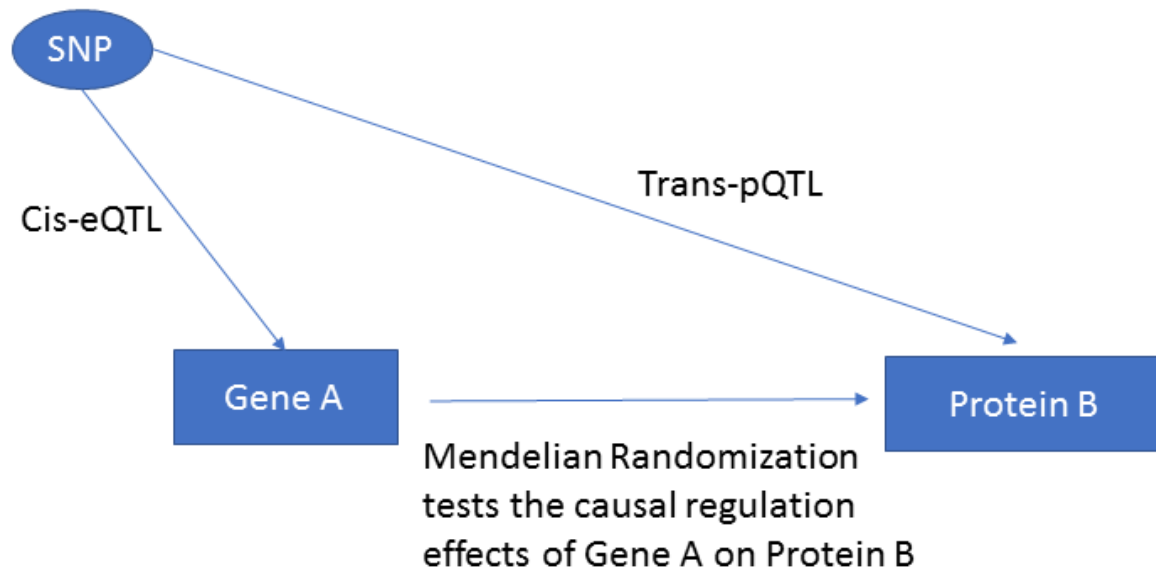 SNP
Trans-pQTL
Cis-eQTL
Gene A
Protein B
Mendelian Randomization
tests the causal regulation
effects of Gene A on Protein B